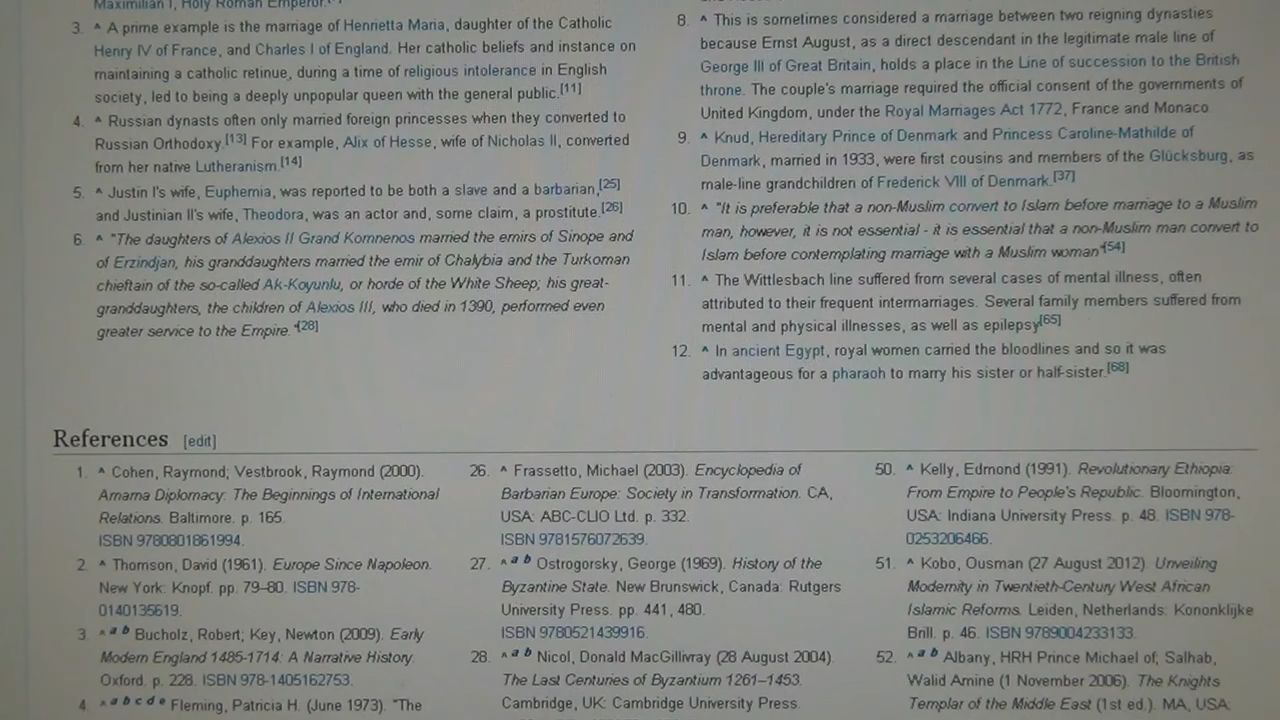 Maximilian I, Holy Roman Emperor.
3. ^ A prime example is the marriage of Henrietta Maria, daughter of the Catholic
Henry IV of France, and Charles I of England. Her catholic beliefs and instance on
maintaining a catholic retinue, during a time of religious intolerance in English
society, led to being a deeply unpopular queen with the general public.[11]
4. ^ Russian dynasts often only married foreign princesses when they converted to
Russian Orthodoxy.[13] For example, Alix of Hesse, wife of Nicholas II, converted
from her native Lutheranism.[14]
5. ^ Justin I's wife, Euphemia, was reported to be both a slave and a barbarian,[25]
and Justinian II's wife, Theodora, was an actor and, some claim, a prostitute.[26]
6. ^ "The daughters of Alexios II Grand Komnenos married the emirs of Sinope and
of Erzindjan, his granddaughters married the emir of Chalybia and the Turkoman
chieftain of the so-called Ak-Koyunlu, or horde of the White Sheep; his great-
granddaughters, the children of Alexios III, who died in 1390, performed even
greater service to the Empire."[28]
8. ^ This is sometimes considered a marriage between two reigning dynasties
because Ernst August, as a direct descendant in the legitimate male line of
George III of Great Britain, holds a place in the Line of succession to the British
throne. The couple's marriage required the official consent of the governments of
United Kingdom, under the Royal Marriages Act 1772, France and Monaco
9. ^ Knud, Hereditary Prince of Denmark and Princess Caroline-Mathilde of
Denmark, married in 1933, were first cousins and members of the Glücksburg, as
male-line grandchildren of Frederick VIII of Denmark.[37]
10. ^ "It is preferable that a non-Muslim convert to Islam before marriage to a Muslim
man, however, it is not essential - it is essential that a non-Muslim man convert to
Islam before contemplating marriage with a Muslim woman"[54]
11. ^ The Wittlesbach line suffered from several cases of mental illness, often
attributed to their frequent intermarriages. Several family members suffered from
mental and physical illnesses, as well as epilepsy[65]
12. ^ In ancient Egypt, royal women carried the bloodlines and so it was
advantageous for a pharaoh to marry his sister or half-sister.[68]
References [edit]
1. ^ Cohen, Raymond; Vestbrook, Raymond (2000).
Amarna Diplomacy: The Beginnings of International
Relations. Baltimore. p. 165.
ISBN 9780801861994.
2. ^ Thomson, David (1961). Europe Since Napoleon.
New York: Knopf. pp. 79–80. ISBN 978-
0140135619.
3. ^ a b Bucholz, Robert; Key, Newton (2009). Early
Modern England 1485-1714: A Narrative History.
Oxford. p. 228. ISBN 978-1405162753.
4. ^ a b c d e Fleming, Patricia H. (June 1973). "The
26. ^ Frassetto, Michael (2003). Encyclopedia of
Barbarian Europe: Society in Transformation. CA,
USA: ABC-CLIO Ltd. p. 332.
ISBN 9781576072639.
27. ^ a b Ostrogorsky, George (1969). History of the
Byzantine State. New Brunswick, Canada: Rutgers
University Press. pp. 441, 480.
ISBN 9780521439916.
28. ^ a b Nicol, Donald MacGillivray (28 August 2004).
The Last Centuries of Byzantium 1261–1453.
Cambridge, UK: Cambridge University Press.
50. ^ Kelly, Edmond (1991). Revolutionary Ethiopia:
From Empire to People's Republic. Bloomington,
USA: Indiana University Press. p. 48. ISBN 978-
0253206466.
51. ^ Kobo, Ousman (27 August 2012). Unveiling
Modernity in Twentieth-Century West African
Islamic Reforms. Leiden, Netherlands: Kononklijke
Brill. p. 46. ISBN 9789004233133.
52. ^ a b Albany, HRH Prince Michael of; Salhab,
Walid Amine (1 November 2006). The Knights
Templar of the Middle East (1st ed.). MA, USA: